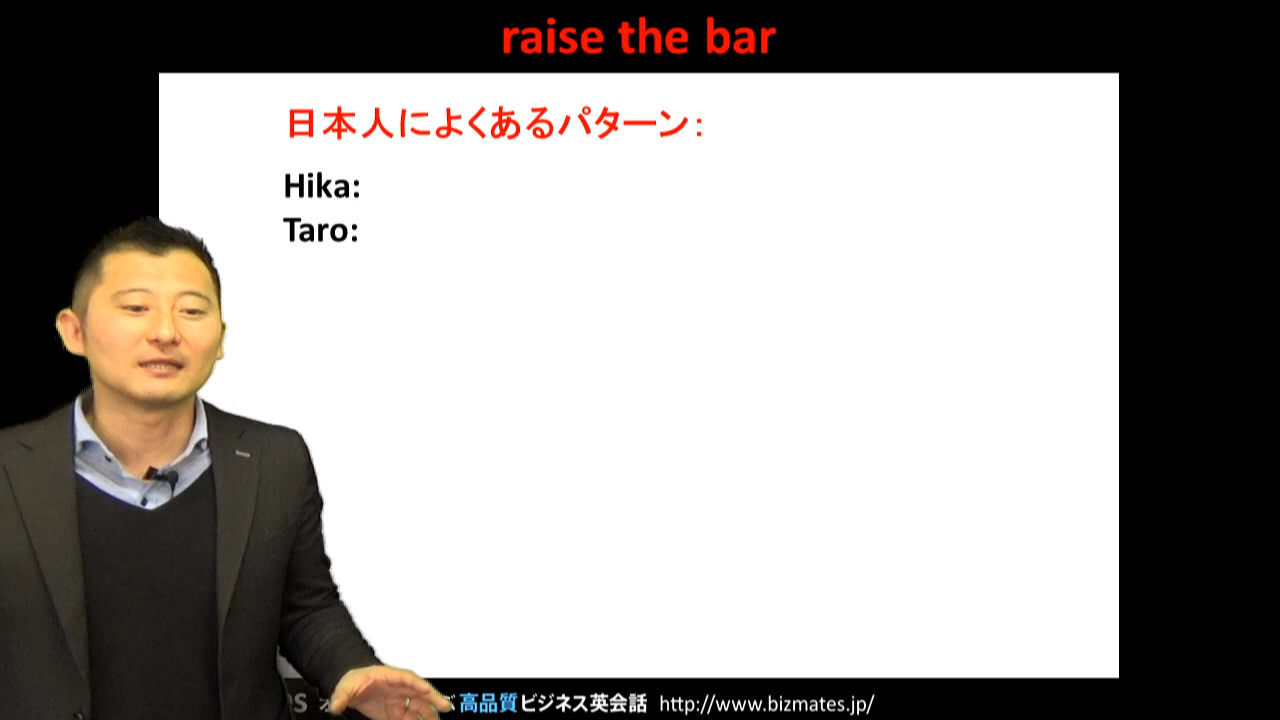 raise the bar
日本人によくあるパターン:
Hika:
Taro:
高品質ビジネス英会話 http://www.bizmates.jp/